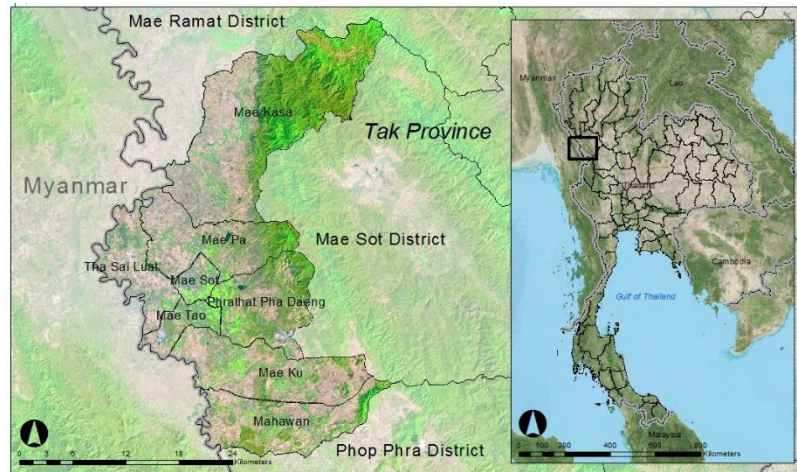 Mae Ramat District
Mae Kasa
Tak Province
Myanmar
Mae Pa
Mae Sot District
Tha Sai Luat
Mae Sot
Phrathat Pha Daeng
Mae Tao
Mae Ku
Mahawan
Phop Phra District
0 3 6 12 18 24
Kilometers
Myanmar
Lao
Thailand
Cambodia
Gulf of Thailand
Malaysia
0 100 200 400 600 800
Kilometers